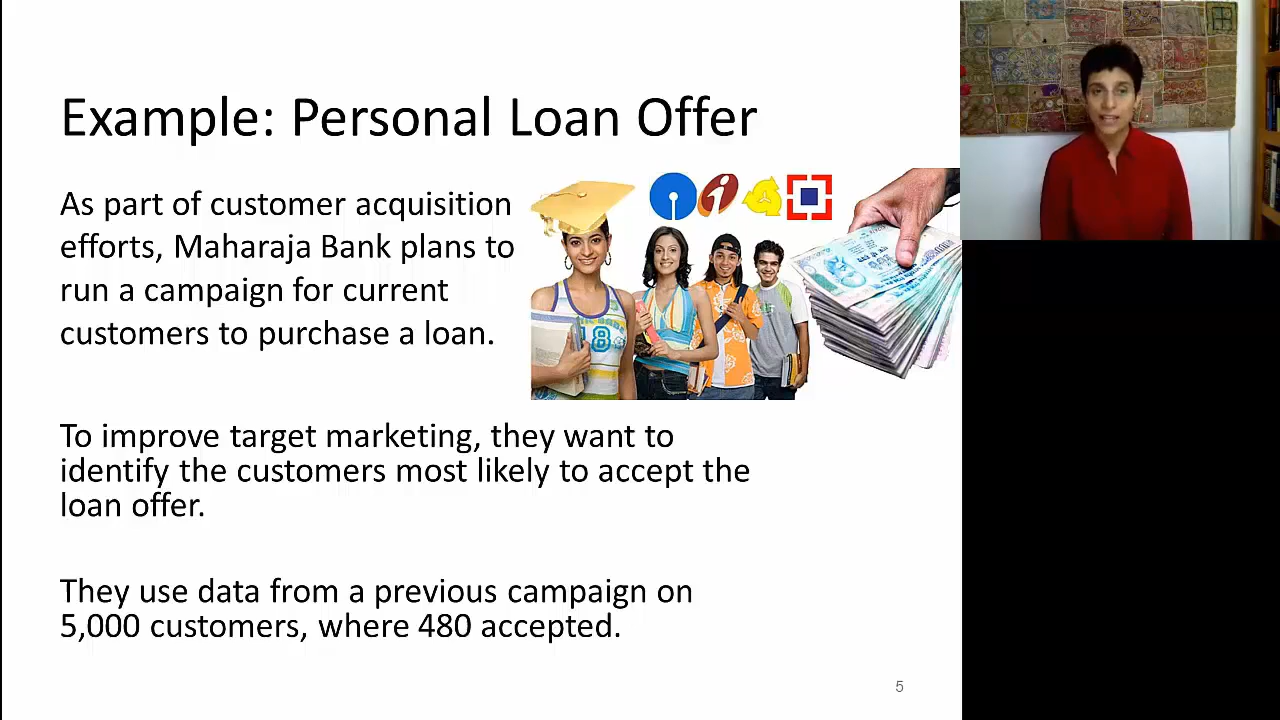 Example: Personal Loan Offer
As part of customer acquisition
efforts, Maharaja Bank plans to
run a campaign for current
customers to purchase a loan.
To improve target marketing, they want to
identify the customers most likely to accept the
loan offer.
They use data from a previous campaign on
5,000 customers, where 480 accepted.
5